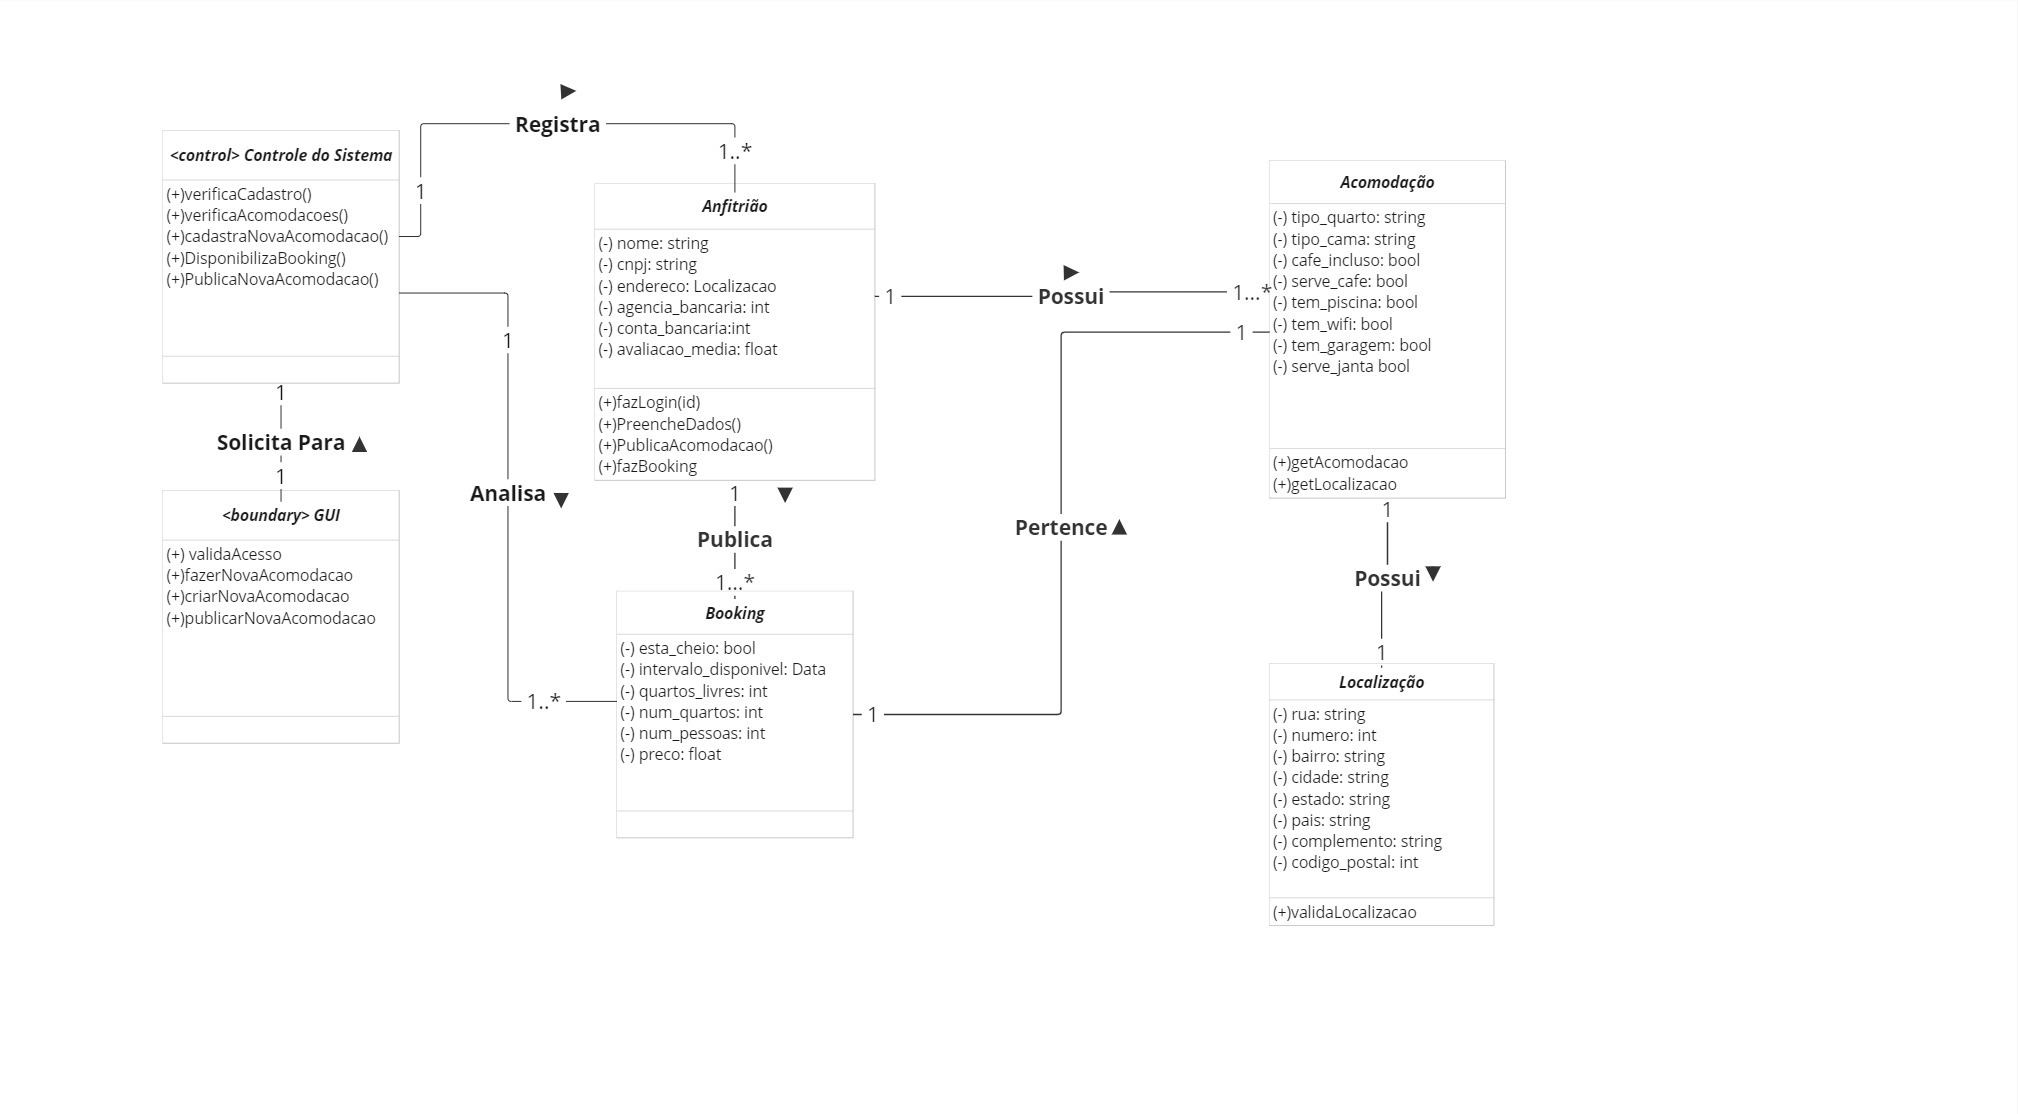 ▶
Registra
1
1..*
<control> Controle do Sistema
(+)verificaCadastro()
(+)verificaAcomodacoes()
(+)cadastraNovaAcomodacao()
(+)DisponibilizaBooking()
(+)PublicaNovaAcomodacao()
1
Solicita Para ▲
1
<boundary> GUI
(+) validaAcesso
(+)fazerNovaAcomodacao
(+)criarNovaAcomodacao
(+)publicarNovaAcomodacao
1
Analisa ▼
1..*
Anfitrião
(-) nome: string
(-) cnpj: string
(-) endereco: Localizacao
(-) agencia_bancaria: int
(-) conta_bancaria:int
(-) avaliacao_media: float
(+)fazLogin(id)
(+)PreencheDados()
(+)PublicaAcomodacao()
(+)fazBooking
1 ▼
Publica
1...*
Booking
(-) esta_cheio: bool
(-) intervalo_disponivel: Data
(-) quartos_livres: int
(-) num_quartos: int
(-) num_pessoas: int
(-) preco: float
▶
1 Possui 1...*
1
Pertence ▲
1
Acomodação
(-) tipo_quarto: string
(-) tipo_cama: string
(-) cafe_incluso: bool
(-) serve_cafe: bool
(-) tem_piscina: bool
(-) tem_wifi: bool
(-) tem_garagem: bool
(-) serve_janta bool
(+)getAcomodacao
(+)getLocalizacao
1
Possui ▼
1
Localização
(-) rua: string
(-) numero: int
(-) bairro: string
(-) cidade: string
(-) estado: string
(-) pais: string
(-) complemento: string
(-) codigo_postal: int
(+)validaLocalizacao